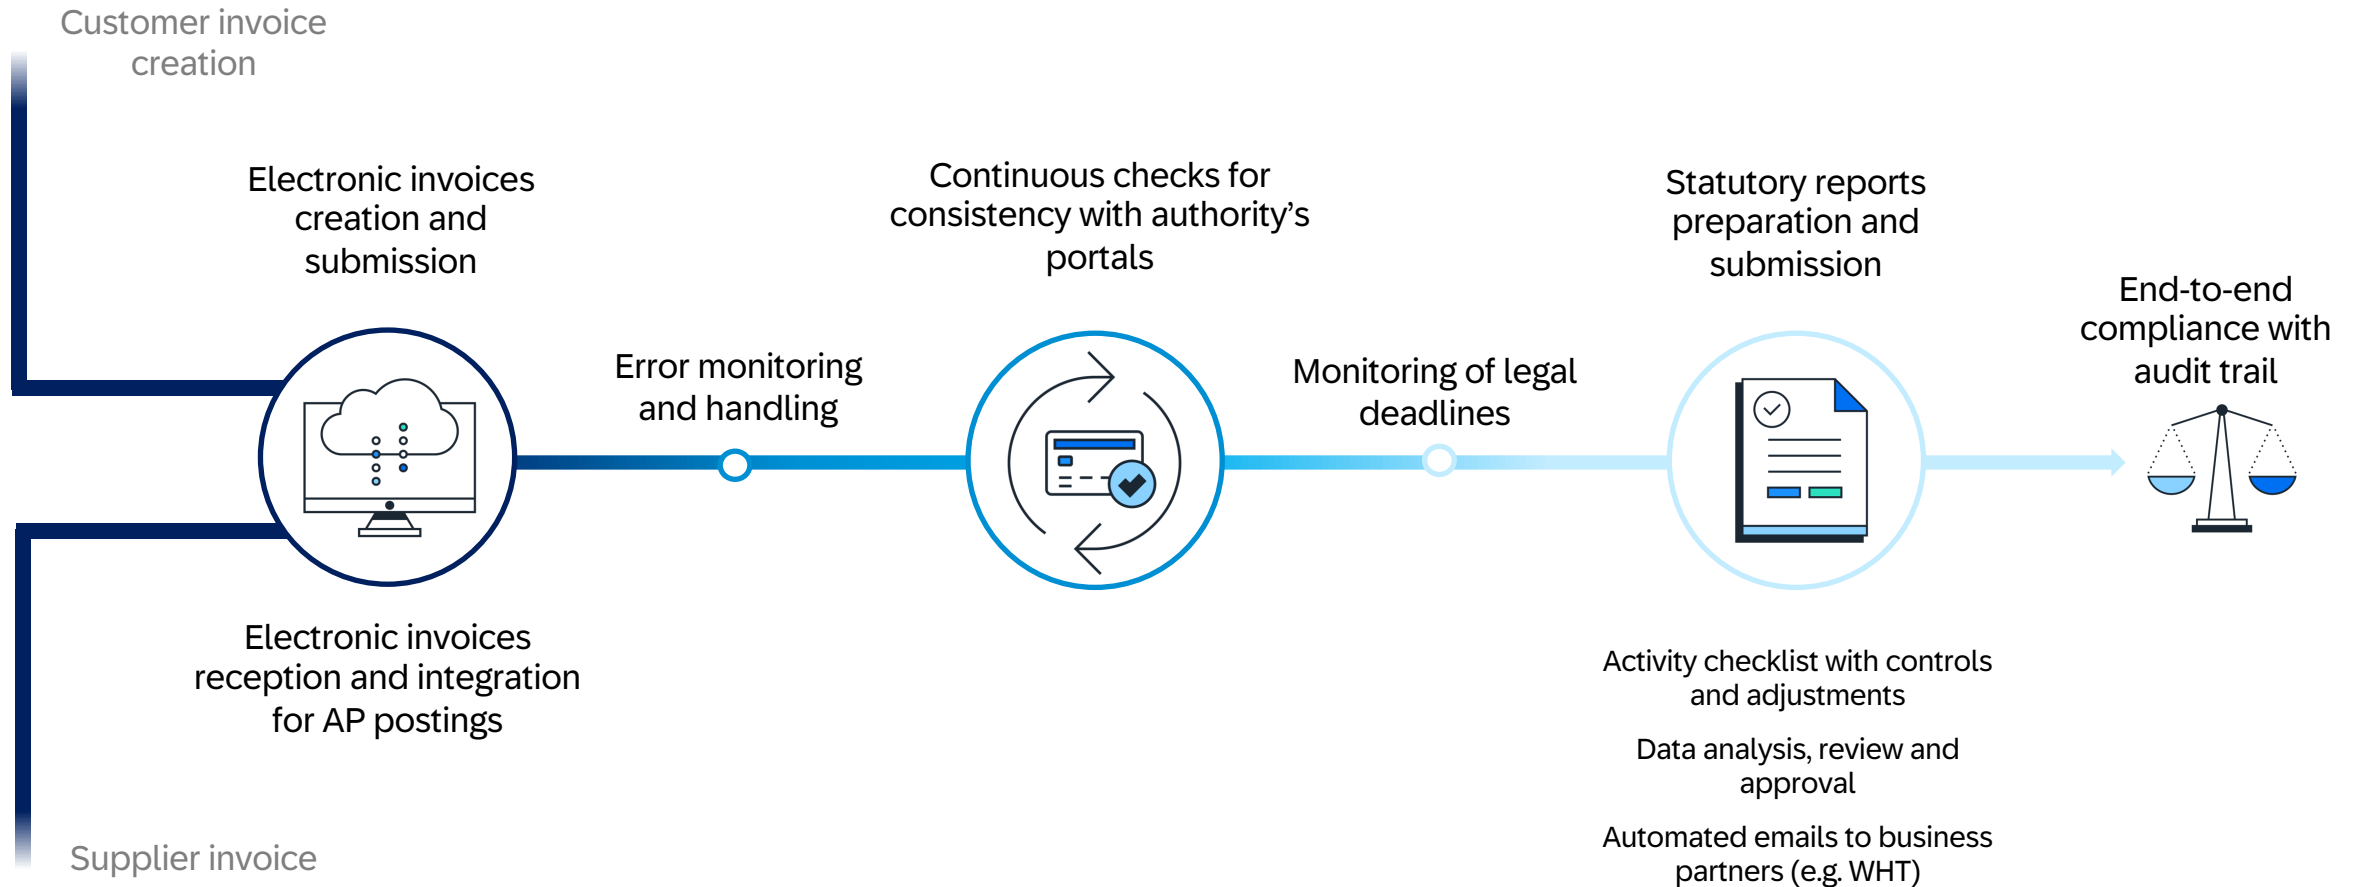 Customer invoice
creation
Electronic invoices
creation and
submission
Electronic invoices
reception and integration
for AP postings
Supplier invoice
Error monitoring
and handling
Continuous checks for
consistency with authority’s
portals
Monitoring of legal
deadlines
Statutory reports
preparation and
submission
Activity checklist with controls
and adjustments
Data analysis, review and
approval
Automated emails to business
partners (e.g. WHT)
End-to-end
compliance with
audit trail